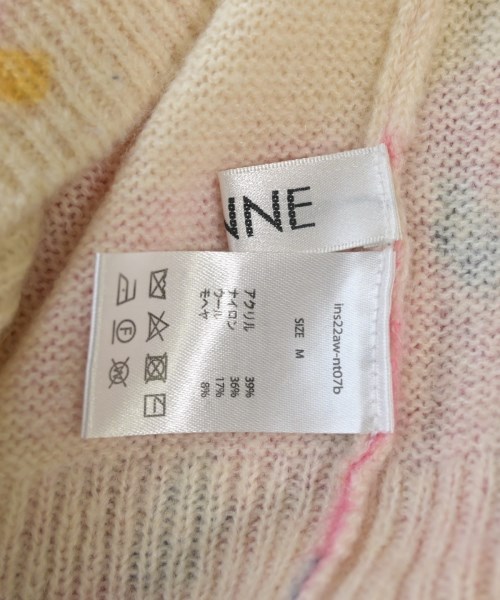 ins22aw-nt07b
SIZE M
アクリル 39%
ナイロン 36%
ウール 17%
モヘヤ 8%